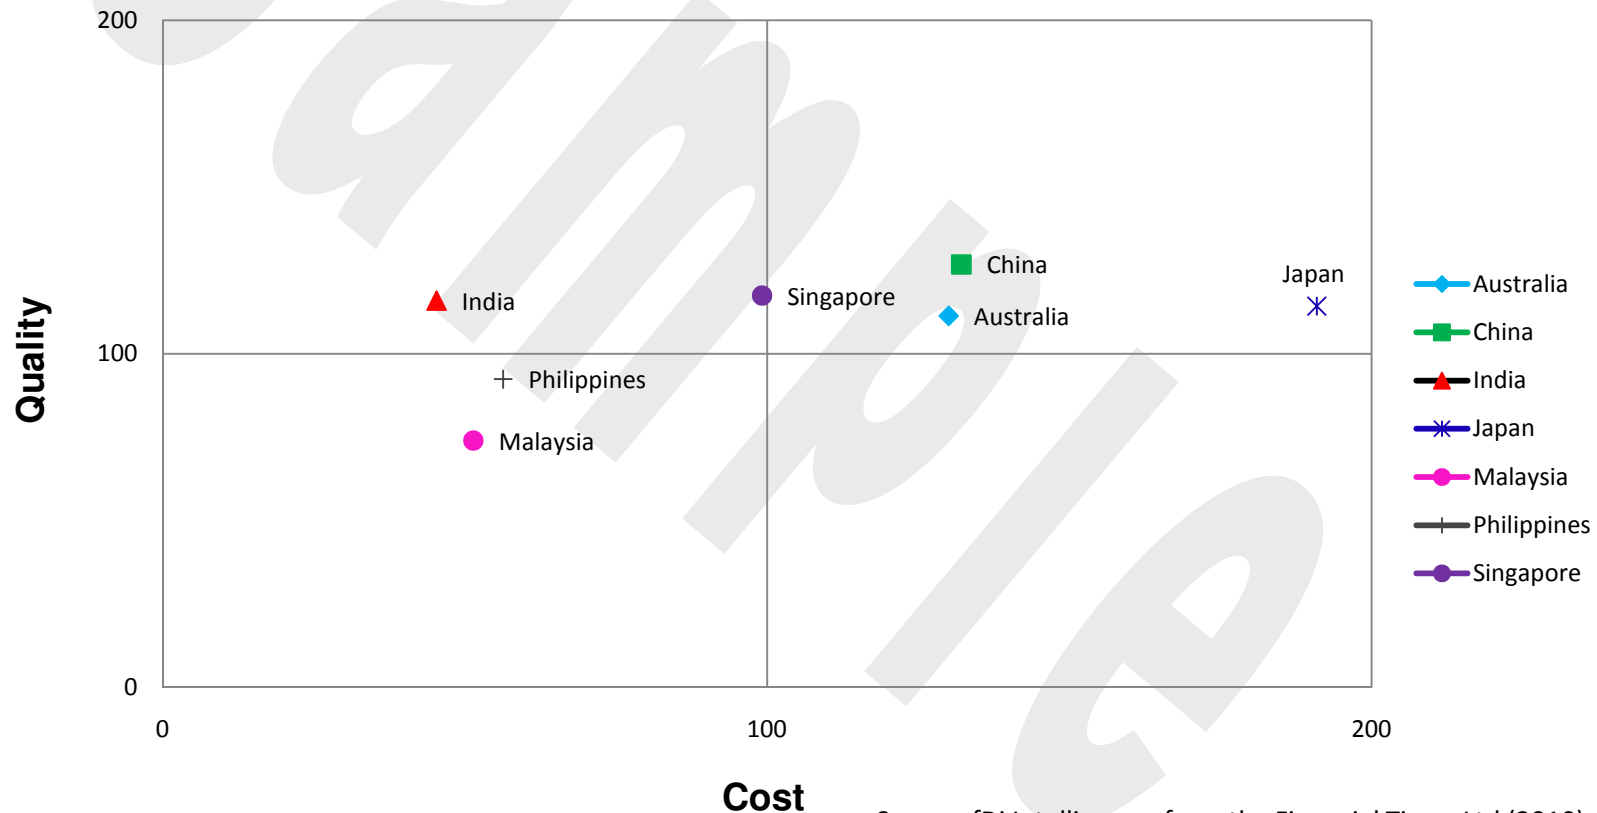 200
China
Japan
India
Singapore
Australia
100
Philippines
Malaysia
0
0
100
200
Quality
Cost
Australia
China
India
Japan
Malaysia
Philippines
Singapore
Sample